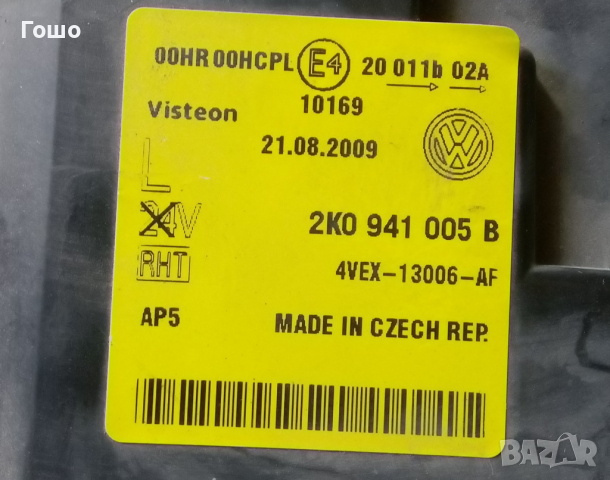 Гошо
00HR 00HCPL E4 20 011b 02A
10169
Visteon
21.08.2009
L
24V
2K0 941 005 B
RHT
4VEX-13006-AF
AP5
MADE IN CZECH REP.
BAZAR